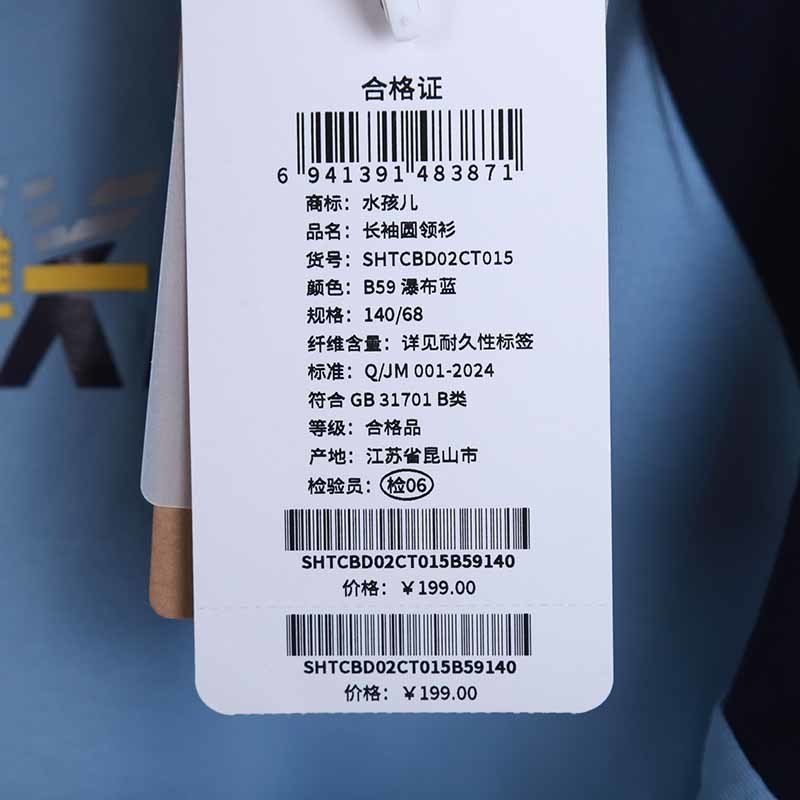 合格证
6 941391 483871
商标：水孩儿
品名：长袖圆领衫
货号：SHTCBD02CT015
颜色：B59 瀑布蓝
规格：140/68
纤维含量：详见耐久性标签
标准：Q/JM 001-2024
符合 GB 31701 B类
等级：合格品
产地：江苏省昆山市
检验员：检06
SHTCBD02CT015B59140
价格：￥199.00
SHTCBD02CT015B59140
价格：￥199.00